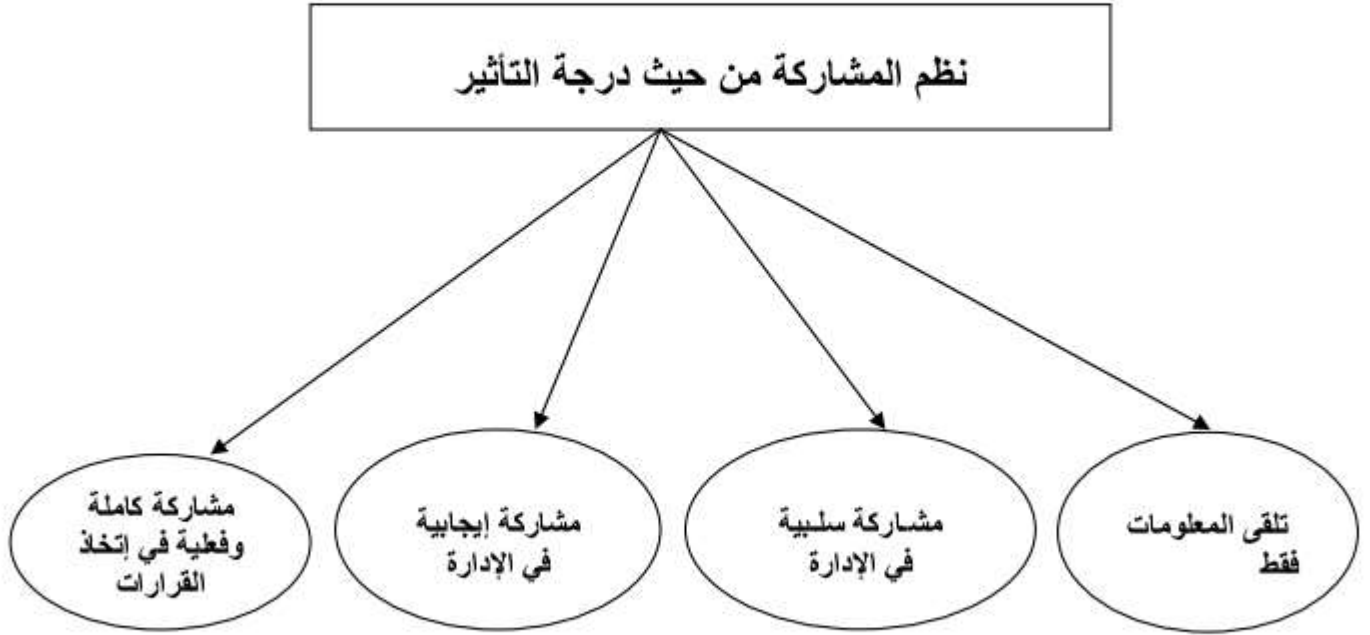 نظم المشاركة من حيث درجة التأثير
تلقى المعلومات
فقط
مشاركة سلبية
في الإدارة
مشاركة إيجابية
في الإدارة
مشاركة كاملة
وفعلية في إتخاذ
القرارات